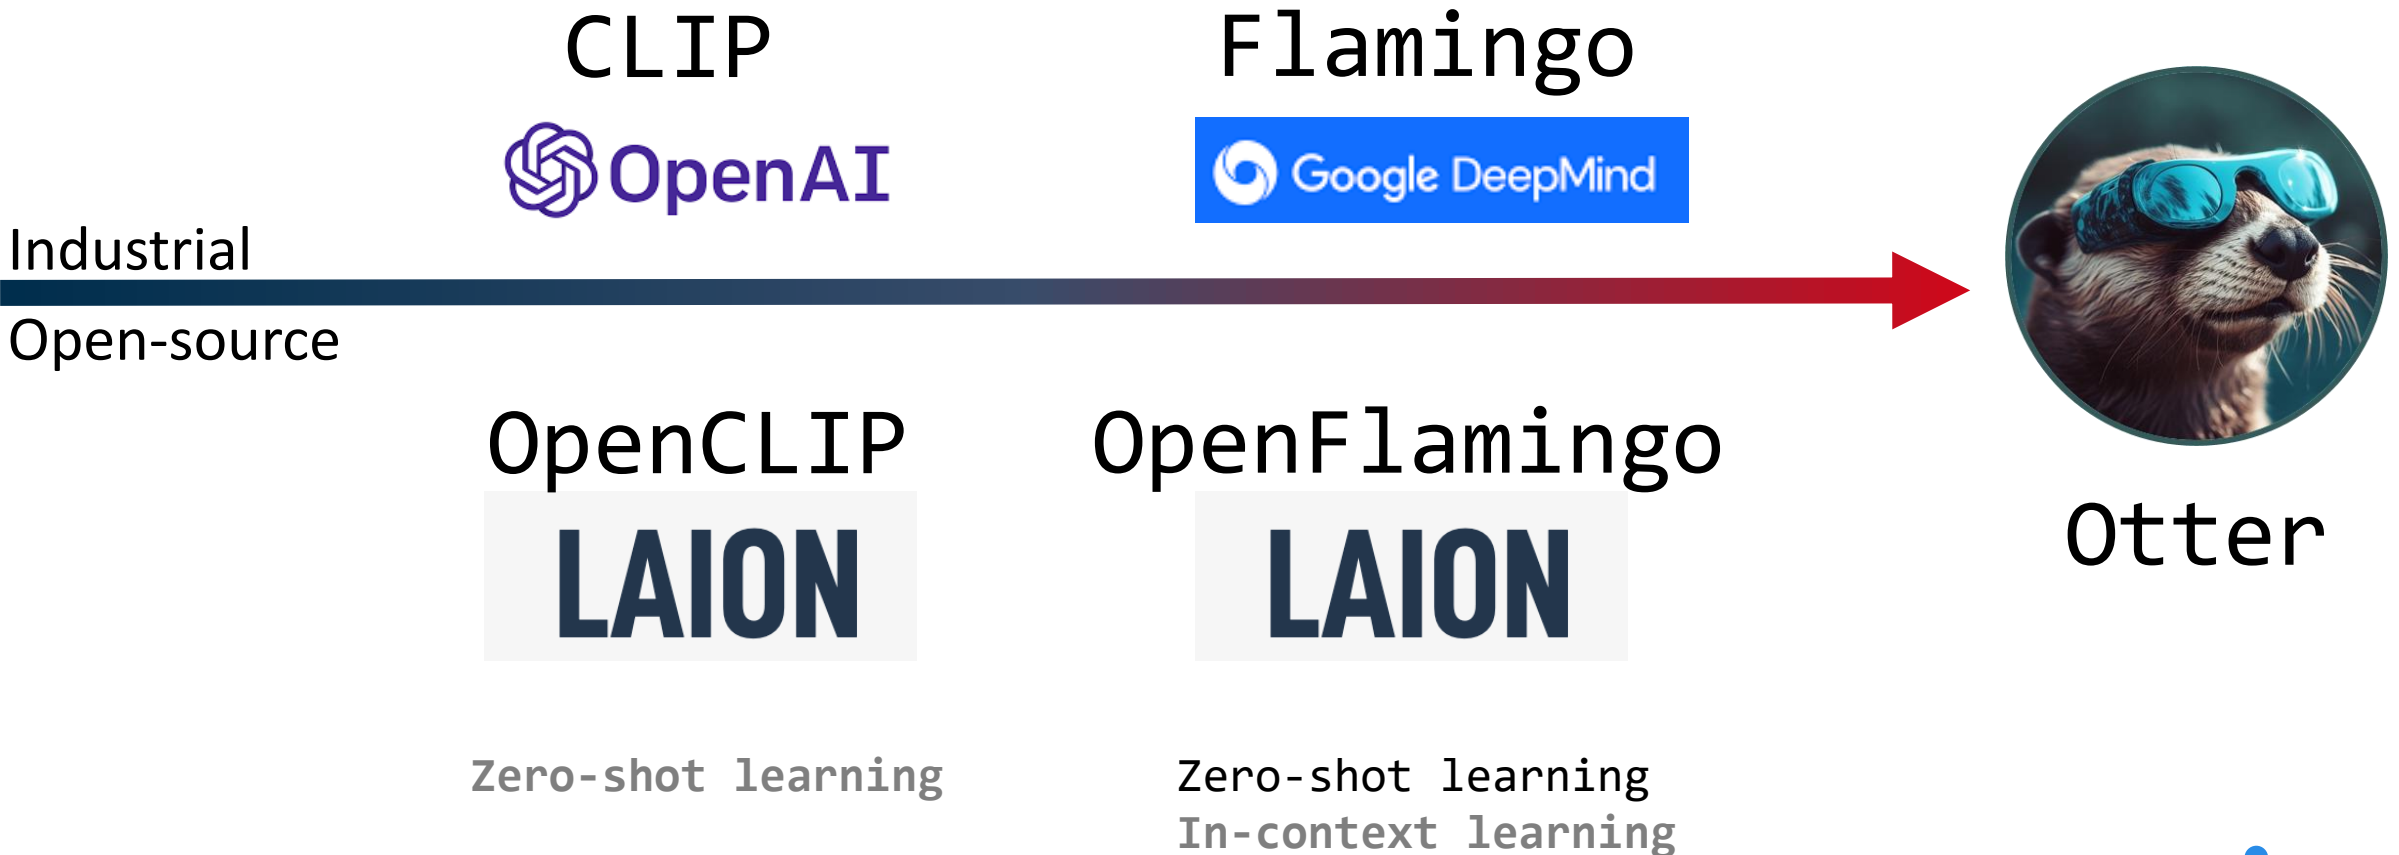 CLIP
Flamingo
OpenAI
Google DeepMind
Industrial
Open-source
OpenCLIP
OpenFlamingo
LAION
LAION
Otter
Zero-shot learning
Zero-shot learning
In-context learning